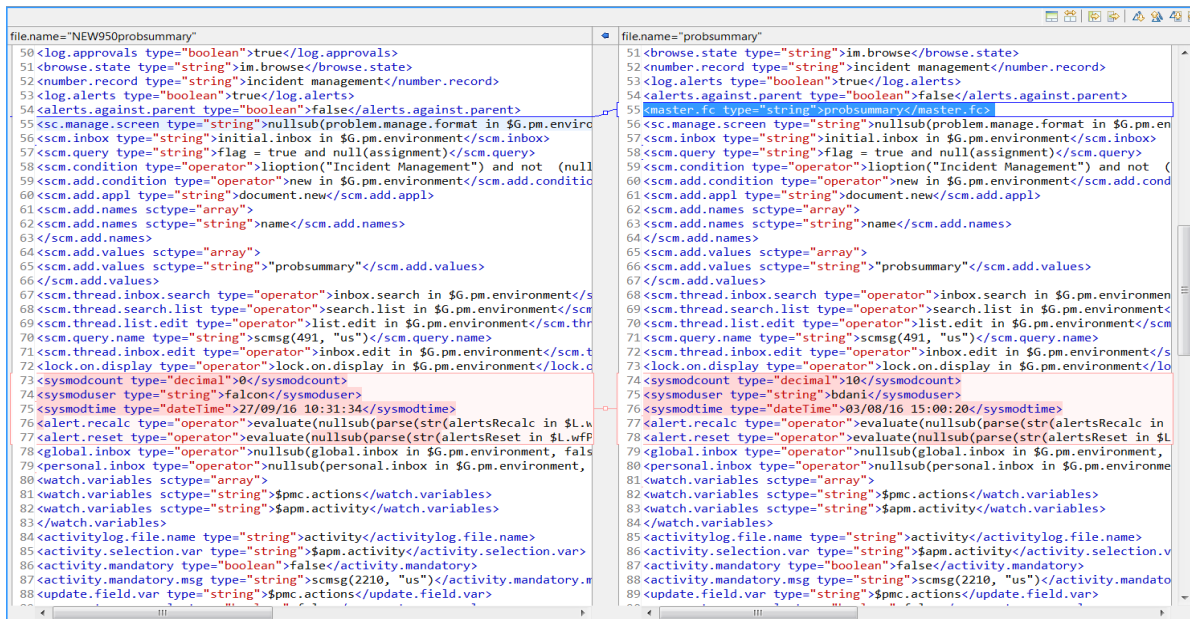 file.name="NEW950probsummary"
50 <log.approvals type="boolean">true</log.approvals>
51 <browse.state type="string">im.browse</browse.state>
52 <number.record type="string">incident management</number.record>
53 <log.alerts type="boolean">true</log.alerts>
54 <alerts.against.parent type="boolean">false</alerts.against.parent>
55 <sc.manage.screen type="string">nullsub(problem.manage.format in $G.pm.enviro
56 <scm.inbox type="string">initial.inbox</scm.inbox>
57 <scm.query type="string">flag = true and null(assignment)</scm.query>
58 <scm.condition type="operator">lioption("Incident Management") and not  (null
59 <scm.add.condition type="operator">new in $G.pm.environment</scm.add.conditio
60 <scm.add.appl type="string">document.new</scm.add.appl>
61 <scm.add.names sctype="array">
62 <scm.add.names sctype="string">name</scm.add.names>
63 </scm.add.names>
64 <scm.add.values sctype="array">
65 <scm.add.values sctype="string">"probsummary"</scm.add.values>
66 </scm.add.values>
67 <scm.thread.inbox.search type="operator">inbox.search in $G.pm.environment</s
68 <scm.thread.search.list type="operator">search.list in $G.pm.environment</scm
69 <scm.thread.list.edit type="operator">list.edit in $G.pm.environment</scm.thr
70 <scm.query.name type="string">scmsg(491, "us")</scm.query.name>
71 <scm.thread.inbox.edit type="operator">inbox.edit in $G.pm.environment</scm.t
72 <lock.on.display type="operator">lock.on.display in $G.pm.environment</lock.o
73 <sysmodcount type="decimal">0</sysmodcount>
74 <sysmoduser type="string">falcon</sysmoduser>
75 <sysmodtime type="dateTime">27/09/16 10:31:34</sysmodtime>
76 <alert.recalc type="operator">evaluate(nullsub(parse(str(alertsRecalc in $L.w
77 <alert.reset type="operator">evaluate(nullsub(parse(str(alertsReset in $L.wfP
78 <global.inbox type="operator">nullsub(global.inbox in $G.pm.environment, fals
79 <personal.inbox type="operator">nullsub(personal.inbox in $G.pm.environment,
80 <watch.variables sctype="array">
81 <watch.variables sctype="string">$pmc.actions</watch.variables>
82 <watch.variables sctype="string">$apm.activity</watch.variables>
83 </watch.variables>
84 <activitylog.file.name type="string">activity</activitylog.file.name>
85 <activity.selection.var type="string">$apm.activity</activity.selection.var>
86 <activity.mandatory type="boolean">false</activity.mandatory>
87 <activity.mandatory.msg type="string">scmsg(2210, "us")</activity.mandatory.m
88 <update.field.var type="string">$pmc.actions</update.field.var>
file.name="probsummary"
51 <browse.state type="string">im.browse</browse.state>
52 <number.record type="string">incident management</number.record>
53 <log.alerts type="boolean">true</log.alerts>
54 <alerts.against.parent type="boolean">false</alerts.against.parent>
55 <master.fc type="string">probsummary</master.fc>
56 <sc.manage.screen type="string">nullsub(problem.manage.format in $G.pm.en
57 <scm.inbox type="string">initial.inbox</scm.inbox>
58 <scm.query type="string">flag = true and null(assignment)</scm.query>
59 <scm.condition type="operator">lioption("Incident Management") and not  (
60 <scm.add.condition type="operator">new in $G.pm.environment</scm.add.cond
61 <scm.add.appl type="string">document.new</scm.add.appl>
62 <scm.add.names sctype="array">
63 <scm.add.names sctype="string">name</scm.add.names>
64 </scm.add.names>
65 <scm.add.values sctype="array">
66 <scm.add.values sctype="string">"probsummary"</scm.add.values>
67 </scm.add.values>
68 <scm.thread.inbox.search type="operator">inbox.search in $G.pm.environmen
69 <scm.thread.search.list type="operator">search.list in $G.pm.environment<
70 <scm.thread.list.edit type="operator">list.edit in $G.pm.environment</scm
71 <scm.query.name type="string">scmsg(491, "us")</scm.query.name>
72 <scm.thread.inbox.edit type="operator">inbox.edit in $G.pm.environment</s
73 <lock.on.display type="operator">lock.on.display in $G.pm.environment</lo
74 <sysmodcount type="decimal">10</sysmodcount>
75 <sysmoduser type="string">bdani</sysmoduser>
76 <sysmodtime type="dateTime">03/08/16 15:00:20</sysmodtime>
77 <alert.recalc type="operator">evaluate(nullsub(parse(str(alertsRecalc in
78 <alert.reset type="operator">evaluate(nullsub(parse(str(alertsReset in $L
79 <global.inbox type="operator">nullsub(global.inbox in $G.pm.environment,
80 <personal.inbox type="operator">nullsub(personal.inbox in $G.pm.environme
81 <watch.variables sctype="array">
82 <watch.variables sctype="string">$pmc.actions</watch.variables>
83 <watch.variables sctype="string">$apm.activity</watch.variables>
84 </watch.variables>
85 <activitylog.file.name type="string">activity</activitylog.file.name>
86 <activity.selection.var type="string">$apm.activity</activity.selection.v
87 <activity.mandatory type="boolean">false</activity.mandatory>
88 <activity.mandatory.msg type="string">scmsg(2210, "us")</activity.mandato
89 <update.field.var type="string">$pmc.actions</update.field.var>